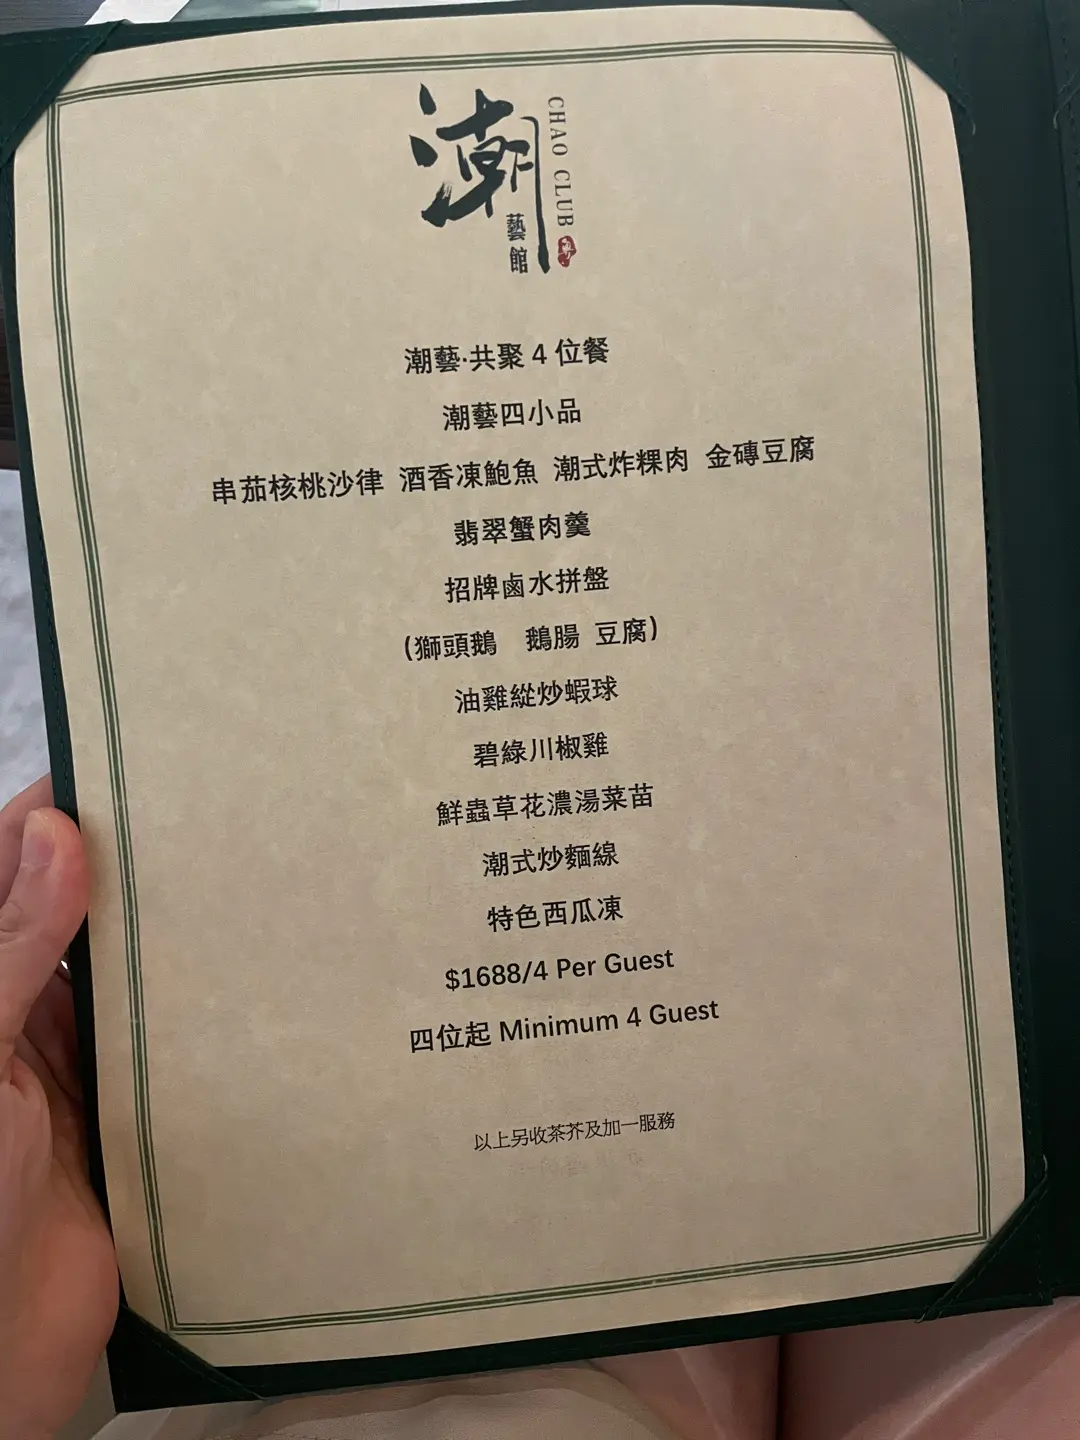 潮
藝館
CHAO CLUB
潮藝·共聚 4 位餐
潮藝四小品
串茄核桃沙律 酒香凍鮑魚 潮式炸粿肉 金磚豆腐
翡翠蟹肉羹
招牌鹵水拼盤
(獅頭鵝 鵝腸 豆腐)
油雞縱炒蝦球
碧綠川椒雞
鮮蟲草花濃湯菜苗
潮式炒麵線
特色西瓜凍
$1688/4 Per Guest
四位起 Minimum 4 Guest
以上另收茶芥及加一服務